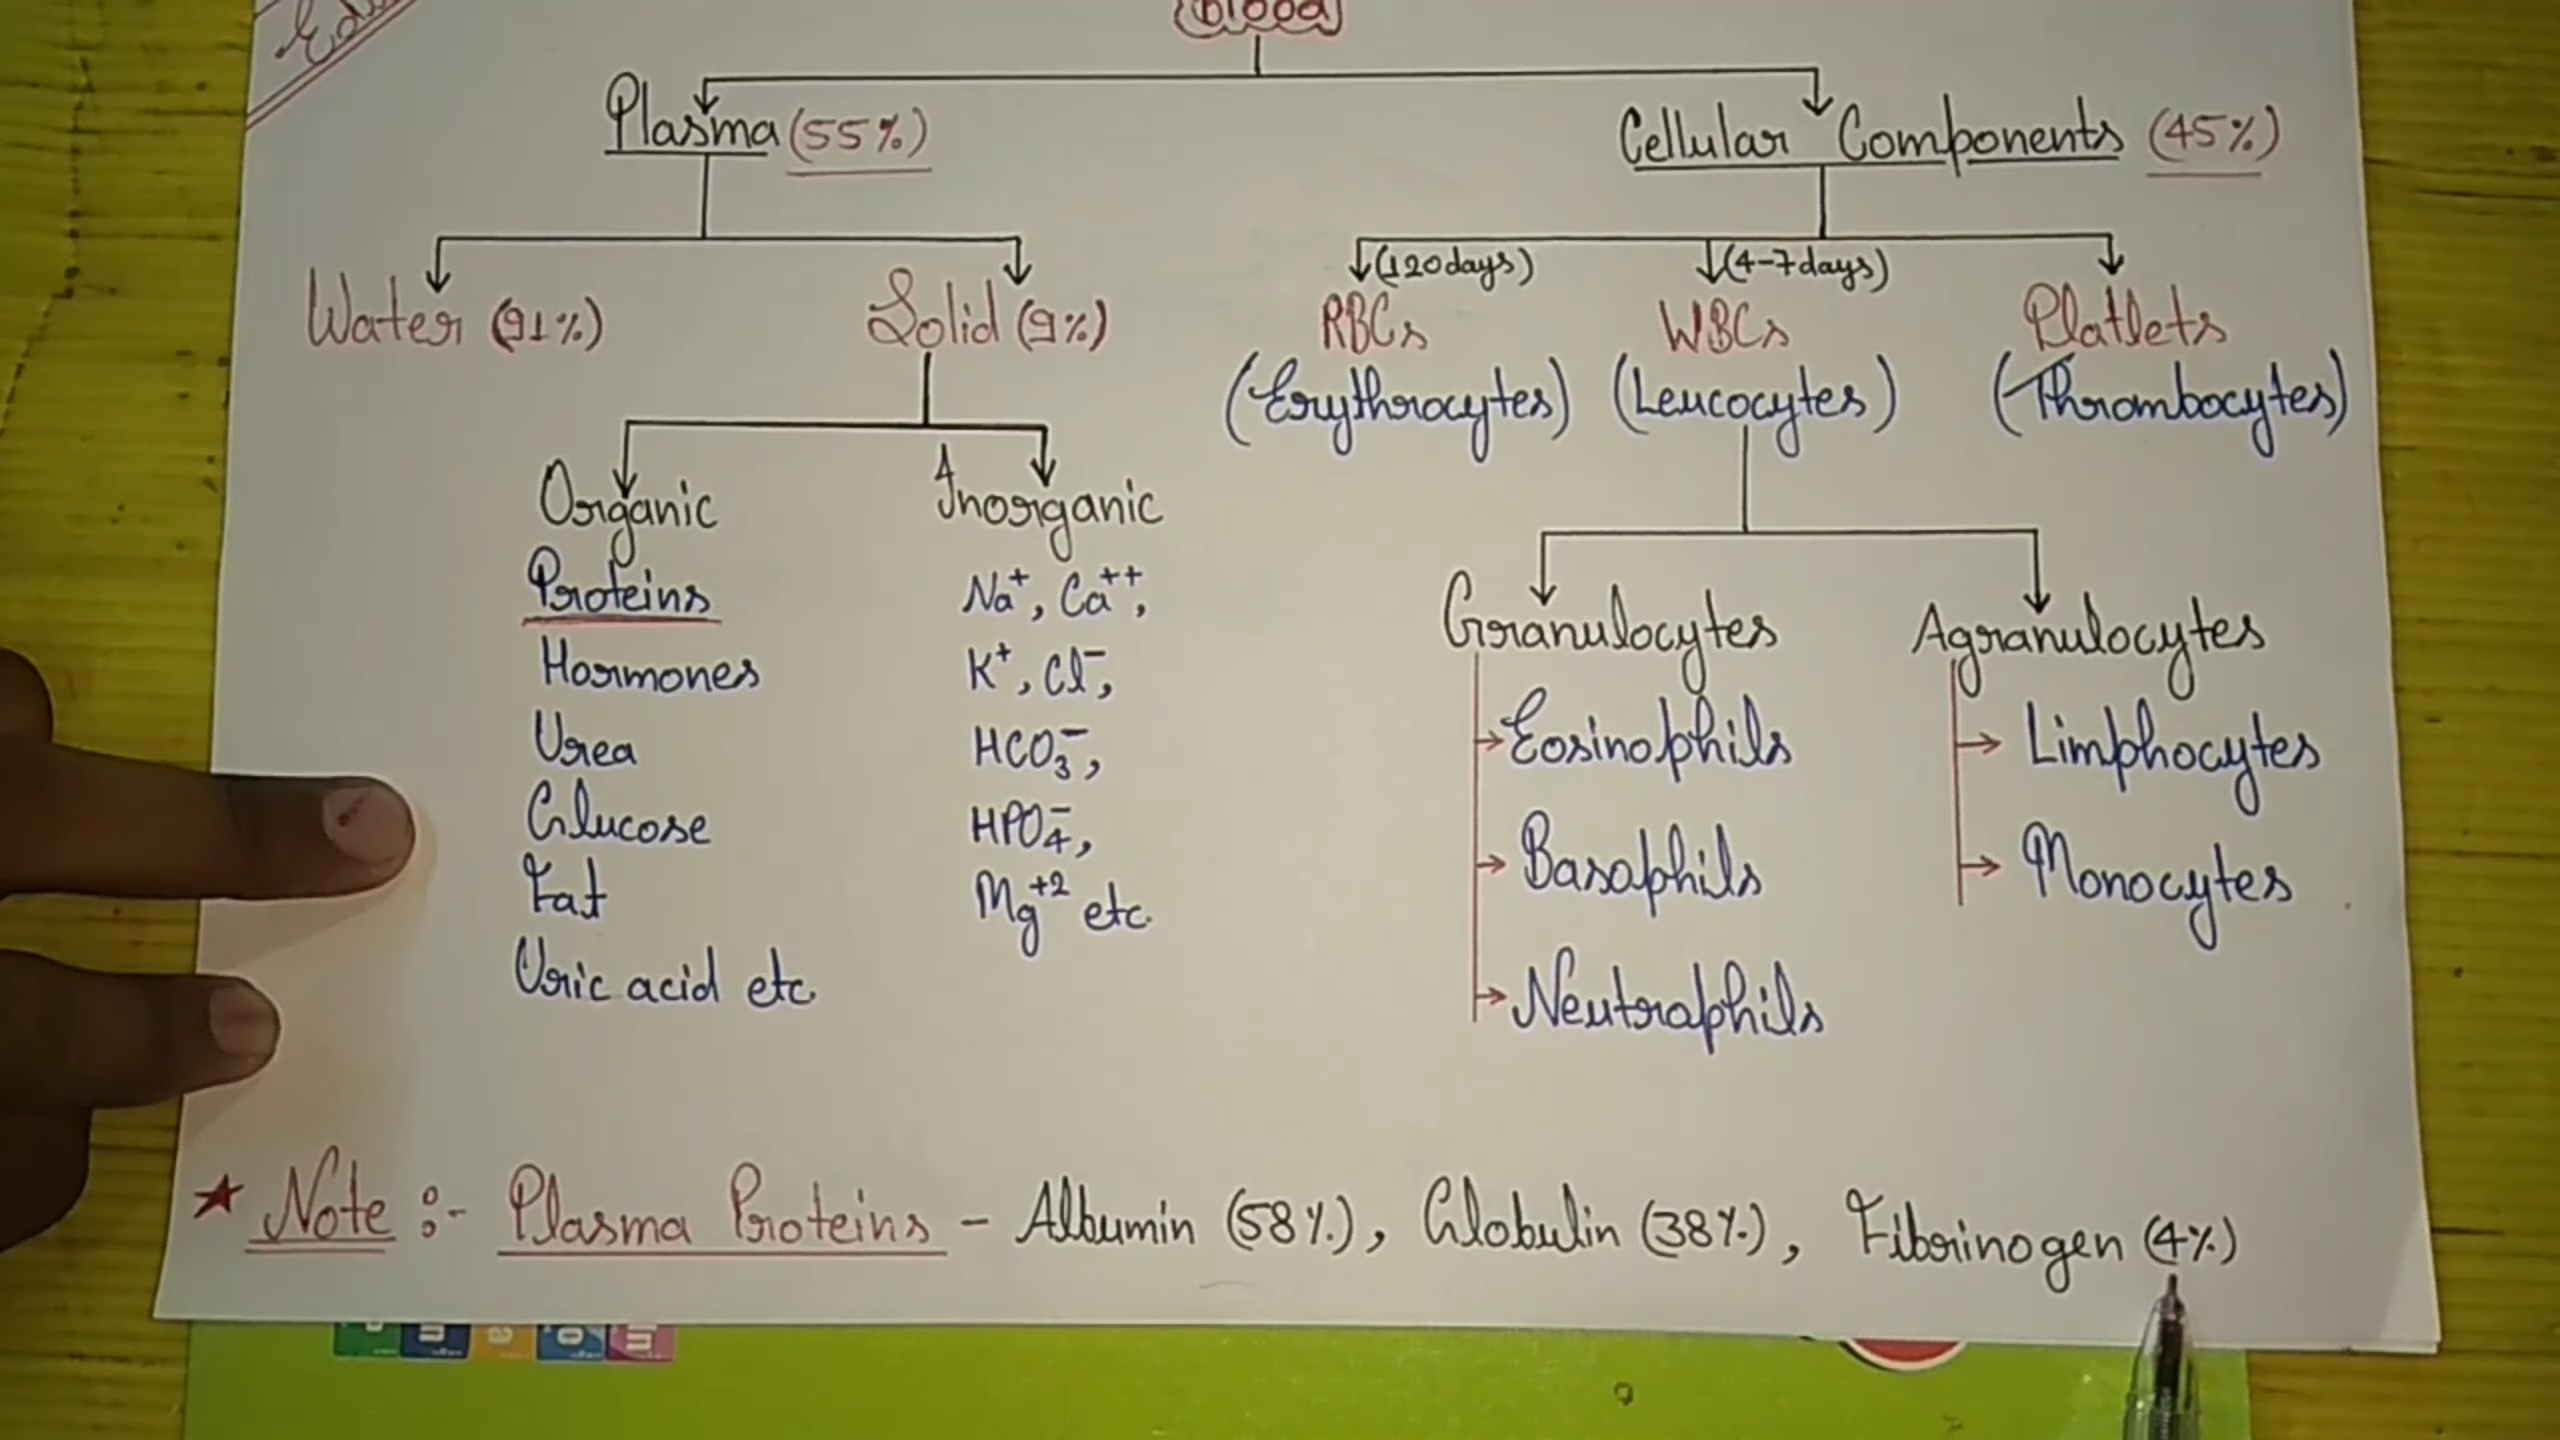 Blood
Plasma (55%)
Cellular Components (45%)
Water (91%)
Solid (9%)
(120days)
(4-7days)
RBCs
WBCs
Platlets
(Erythrocytes)
(Leucocytes)
(Thrombocytes)
Organic
Inorganic
Proteins
Hormones
Urea
Glucose
Fat
Uric acid etc.
Na⁺, Ca⁺⁺,
K⁺, Cl⁻,
HCO₃⁻,
HPO₄⁻,
Mg⁺² etc.
Granulocytes
Agranulocytes
Eosinophils
Basophils
Neutraphils
Limphocytes
Monocytes
★ Note :- Plasma Proteins - Albumin (58%), Globulin (38%), Fibrinogen (4%)